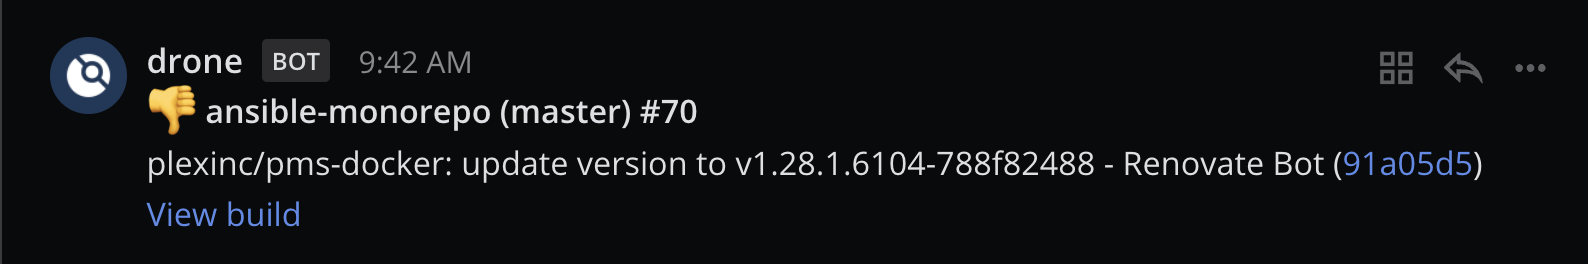 drone BOT 9:42 AM
👎 ansible-monorepo (master) #70
plexinc/pms-docker: update version to v1.28.1.6104-788f82488 - Renovate Bot (91a05d5)
View build